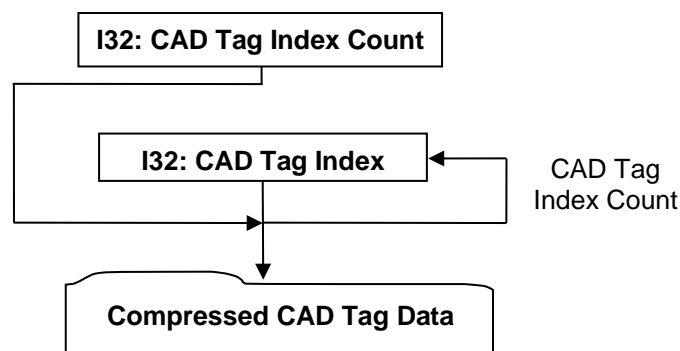 I32: CAD Tag Index Count
I32: CAD Tag Index
CAD Tag
Index Count
Compressed CAD Tag Data